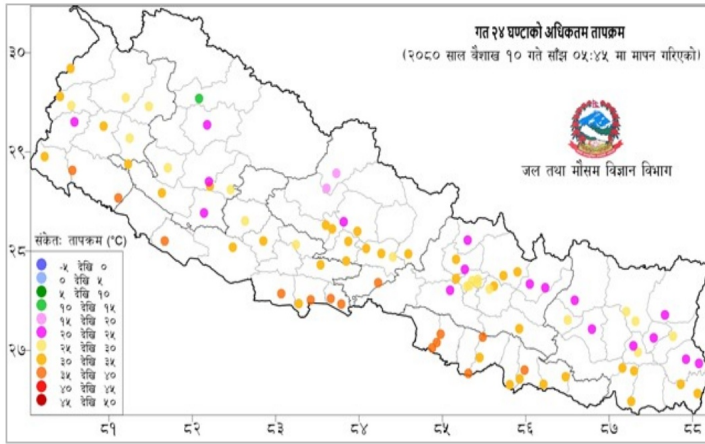 गत २४ घण्टाको अधिकतम तापक्रम
(२०८० साल वैशाख १० गते साँझ ०५:४५ मा मापन गरिएको)
जल तथा मौसम विज्ञान विभाग
३०
२९
२८
२७
संकेतः तापक्रम (°C)
-५ देखि ०
० देखि ५
५ देखि १०
१० देखि १५
१५ देखि २०
२० देखि २५
२५ देखि ३०
३० देखि ३५
३५ देखि ४०
४० देखि ४५
४५ देखि ५०
८१ ८२ ८३ ८४ ८५ ८६ ८७ ८८